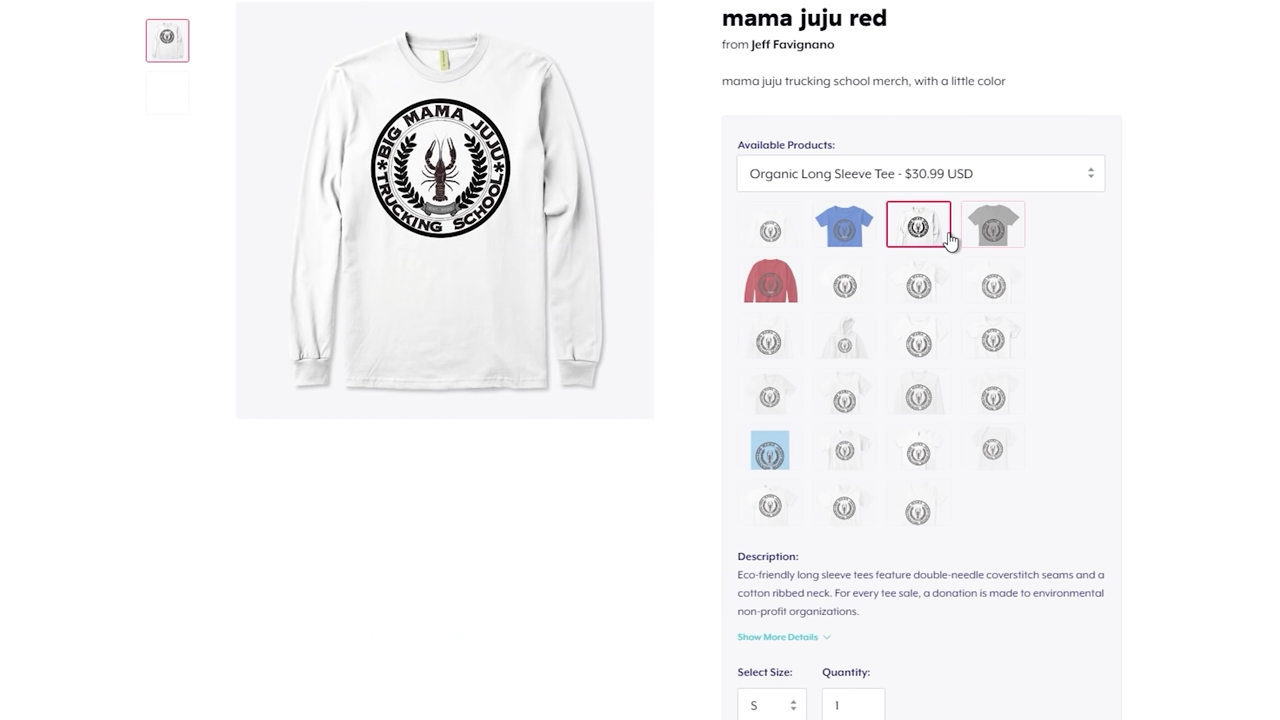 mama juju red
from Jeff Favignano
mama juju trucking school merch, with a little color
BIG MAMA JUJU
TRUCKING SCHOOL
Available Products:
Organic Long Sleeve Tee - $30.99 USD
Description:
Eco-friendly long sleeve tees feature double-needle coverstitch seams and a
cotton ribbed neck. For every tee sale, a donation is made to environmental
non-profit organizations.
Show More Details
Select Size:
Quantity:
S
1